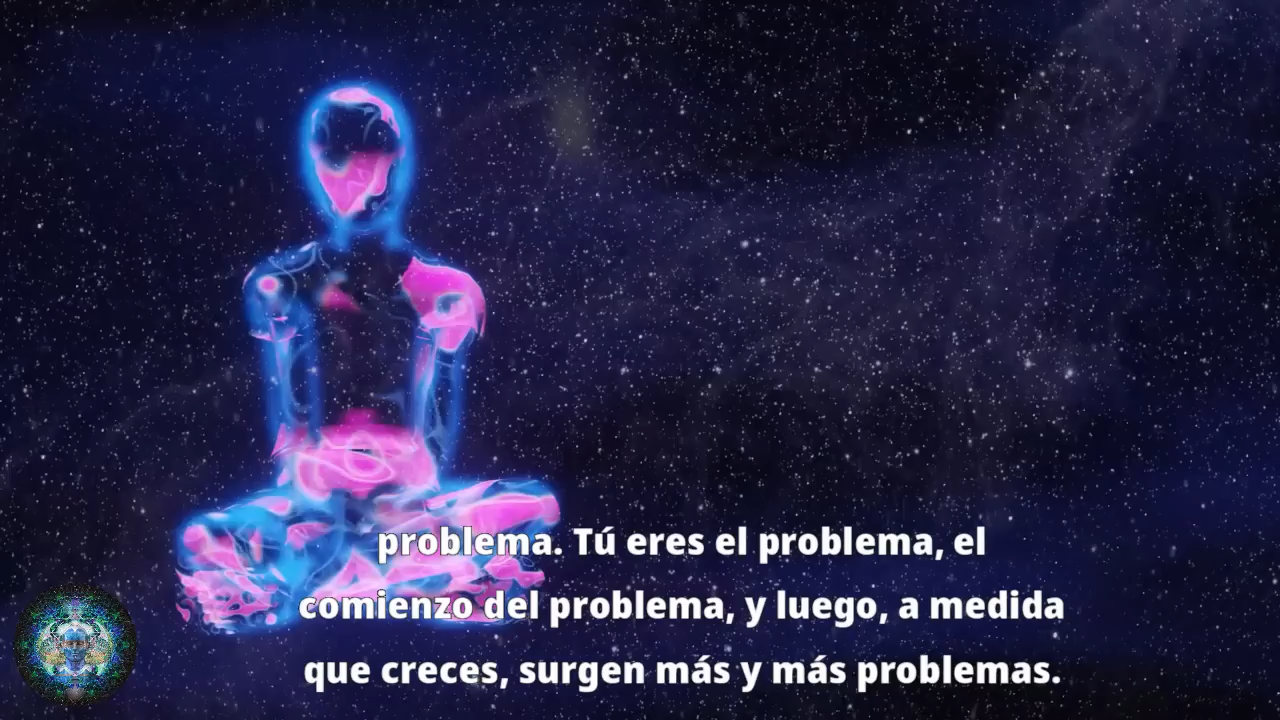 problema. Tú eres el problema, el
comienzo del problema, y luego, a medida
que creces, surgen más y más problemas.